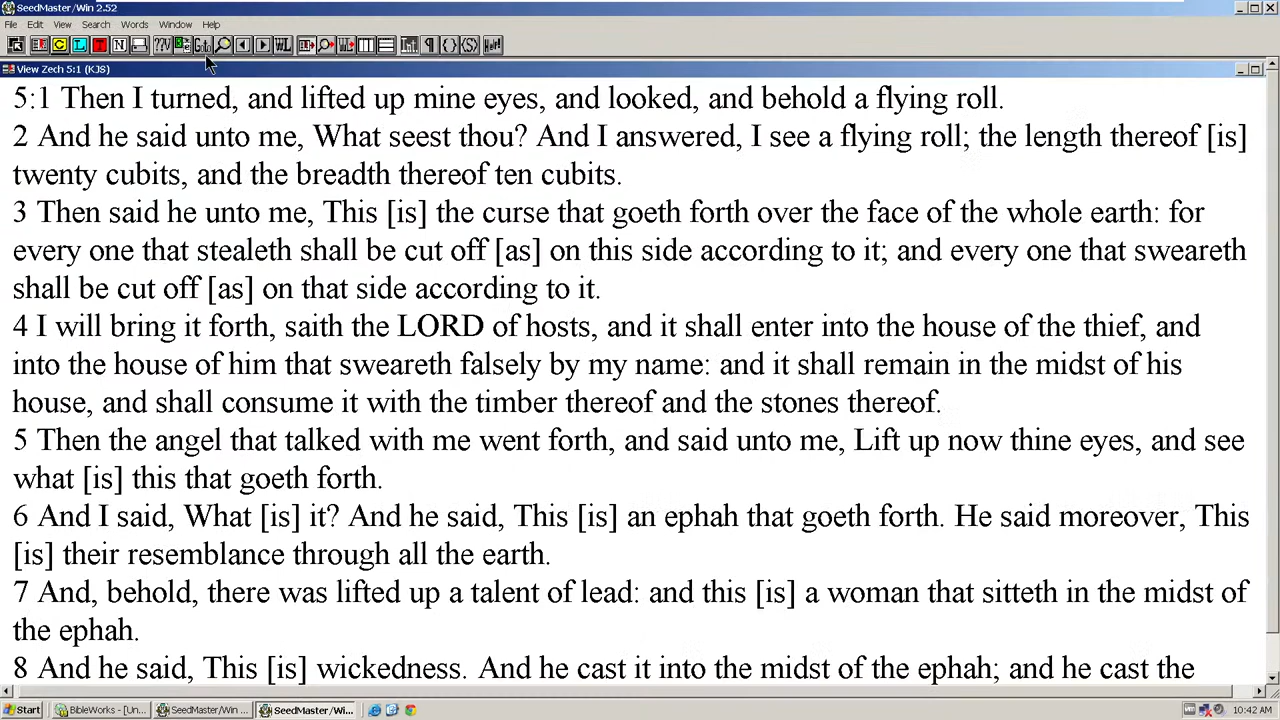 SeedMaster/Win 2.52
File Edit View Search Words Window Help
View Zech 5:1 (KJS)
5:1 Then I turned, and lifted up mine eyes, and looked, and behold a flying roll.
2 And he said unto me, What seest thou? And I answered, I see a flying roll; the length thereof [is]
twenty cubits, and the breadth thereof ten cubits.
3 Then said he unto me, This [is] the curse that goeth forth over the face of the whole earth: for
every one that stealeth shall be cut off [as] on this side according to it; and every one that sweareth
shall be cut off [as] on that side according to it.
4 I will bring it forth, saith the LORD of hosts, and it shall enter into the house of the thief, and
into the house of him that sweareth falsely by my name: and it shall remain in the midst of his
house, and shall consume it with the timber thereof and the stones thereof.
5 Then the angel that talked with me went forth, and said unto me, Lift up now thine eyes, and see
what [is] this that goeth forth.
6 And I said, What [is] it? And he said, This [is] an ephah that goeth forth. He said moreover, This
[is] their resemblance through all the earth.
7 And, behold, there was lifted up a talent of lead: and this [is] a woman that sitteth in the midst of
the ephah.
8 And he said, This [is] wickedness. And he cast it into the midst of the ephah; and he cast the
Start BibleWorks - [Un... SeedMaster/Win ... SeedMaster/Wi... 10:42 AM